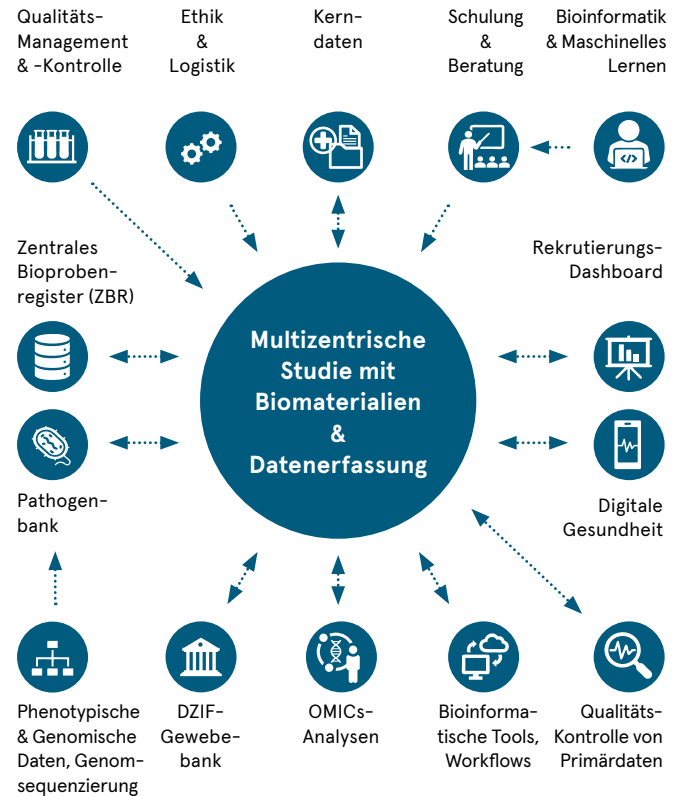 Qualitäts-
Management
& -Kontrolle
Ethik
&
Logistik
Kern-
daten
Schulung
&
Beratung
Bioinformatik
& Maschinelles
Lernen
</>
Zentrales
Bioproben-
register (ZBR)
Rekrutierungs-
Dashboard
Multizentrische
Studie mit
Biomaterialien
&
Datenerfassung
Pathogen-
bank
Digitale
Gesundheit
Phenotypische
& Genomische
Daten, Genom-
sequenzierung
DZIF-
Gewebe-
bank
OMICs-
Analysen
Bioinforma-
tische Tools,
Workflows
Qualitäts-
Kontrolle von
Primärdaten